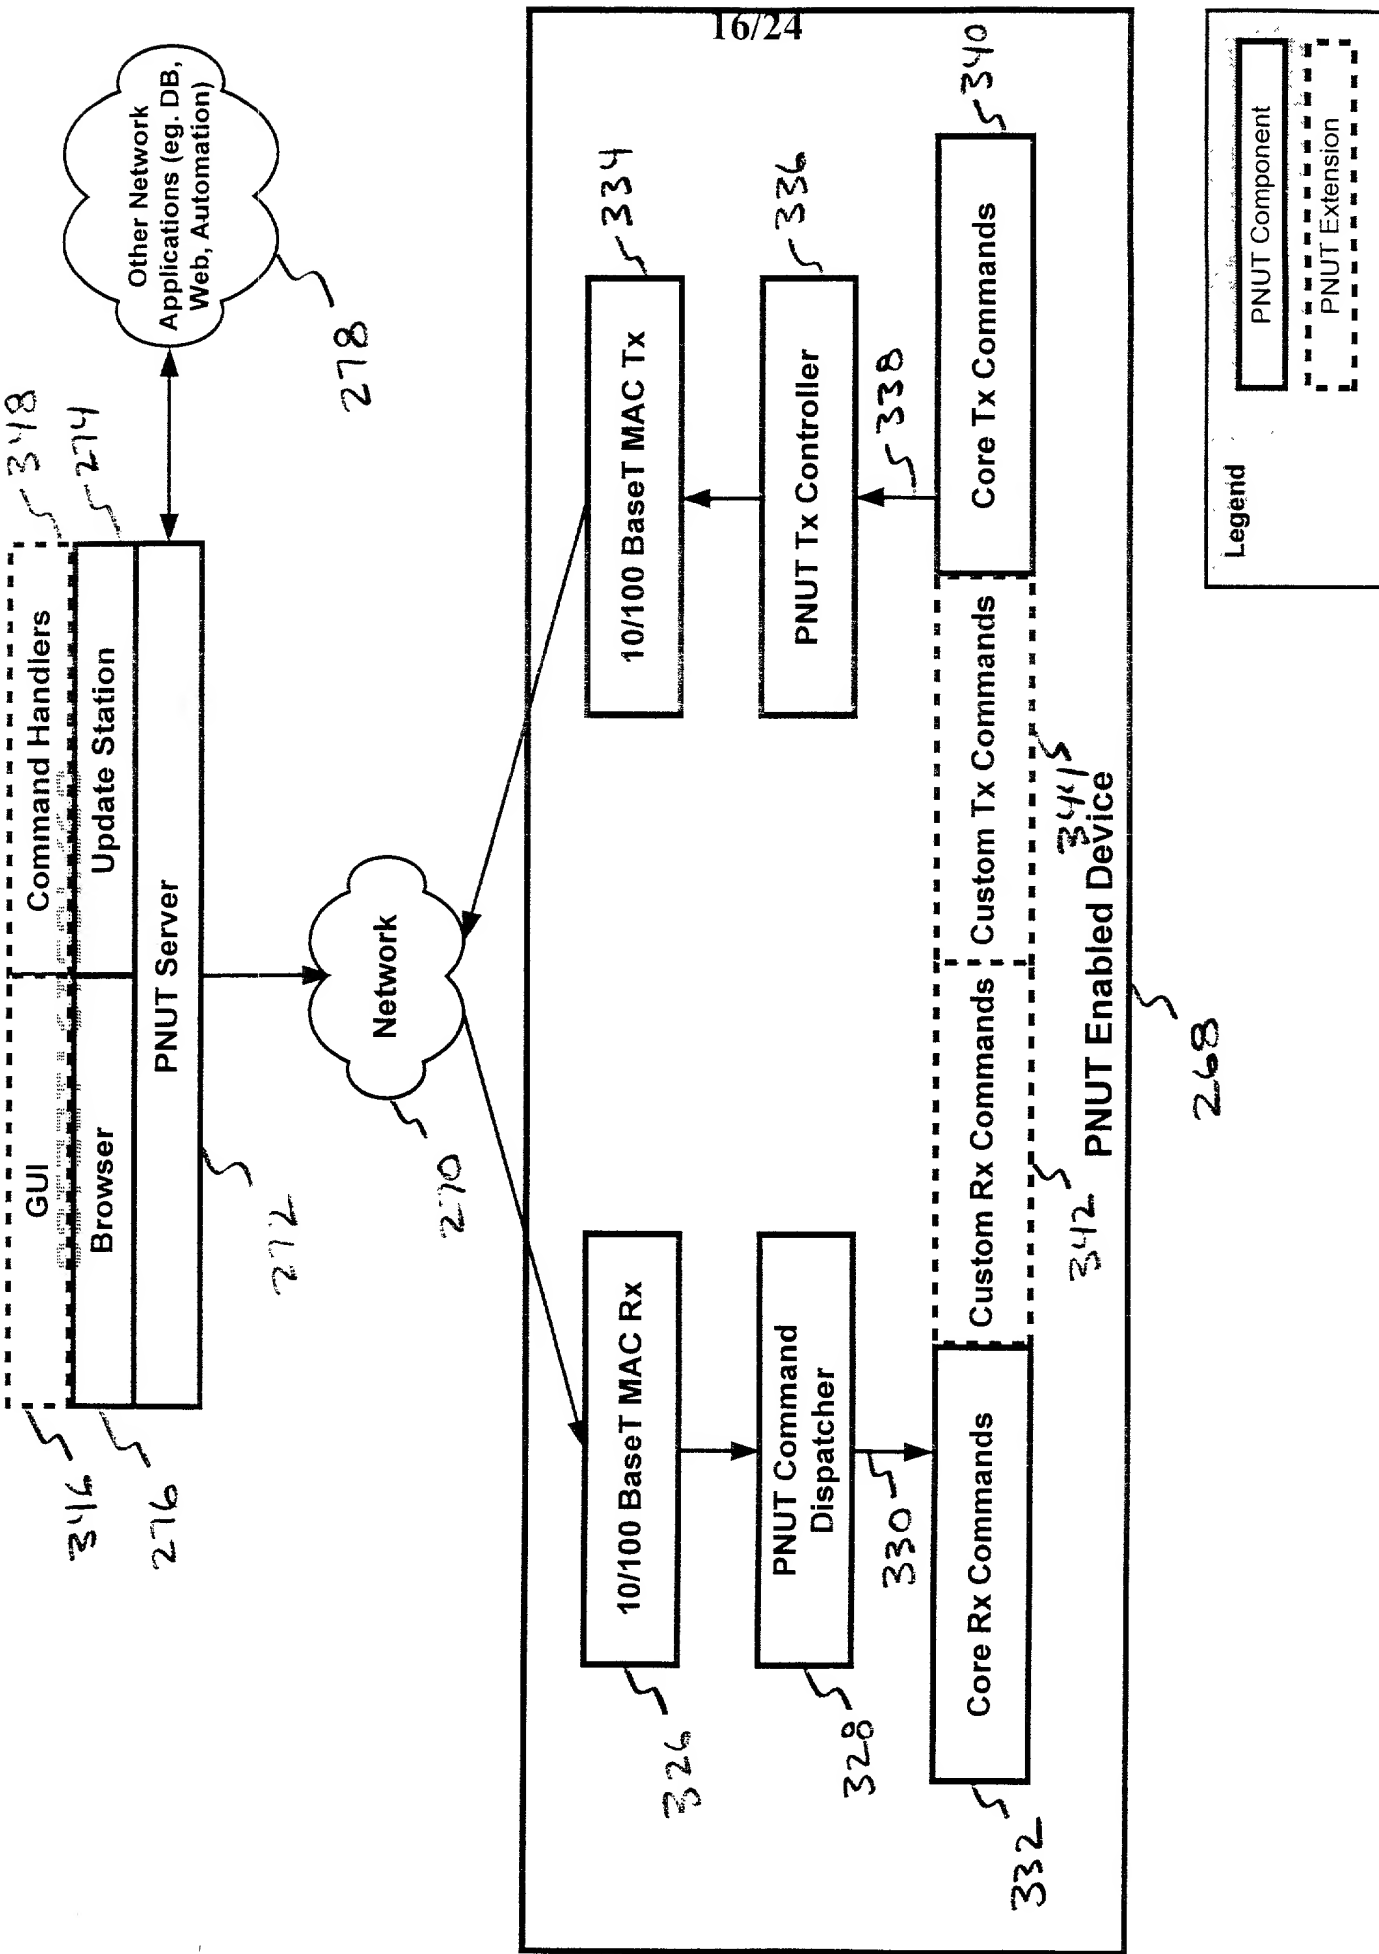 16/24
GUI
Command Handlers
348
346
Browser
Update Station
274
276
PNUT Server
272
Other Network
Applications (eg. DB,
Web, Automation)
278
Network
270
10/100 BaseT MAC Rx
326
10/100 BaseT MAC Tx
334
PNUT Command
Dispatcher
328
PNUT Tx Controller
336
330
338
Core Rx Commands
332
Custom Rx Commands
342
Custom Tx Commands
344
Core Tx Commands
340
PNUT Enabled Device
268
Legend
PNUT Component
PNUT Extension